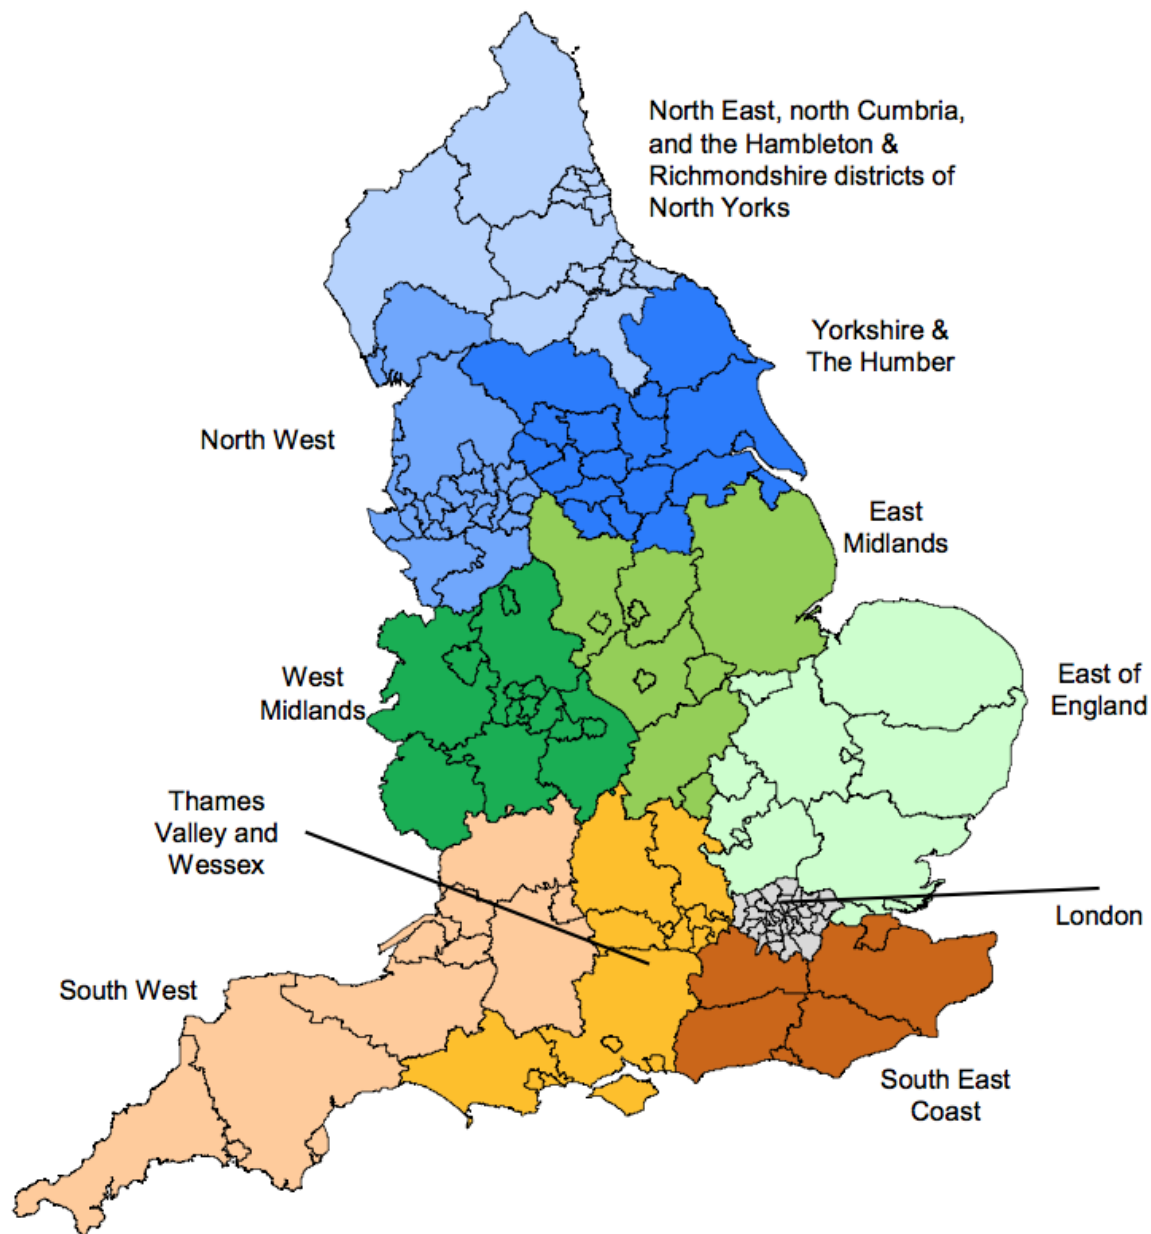 North East, north Cumbria,
and the Hambleton &
Richmondshire districts of
North Yorks
Yorkshire &
The Humber
North West
East
Midlands
West
Midlands
East of
England
Thames
Valley and
Wessex
London
South West
South East
Coast